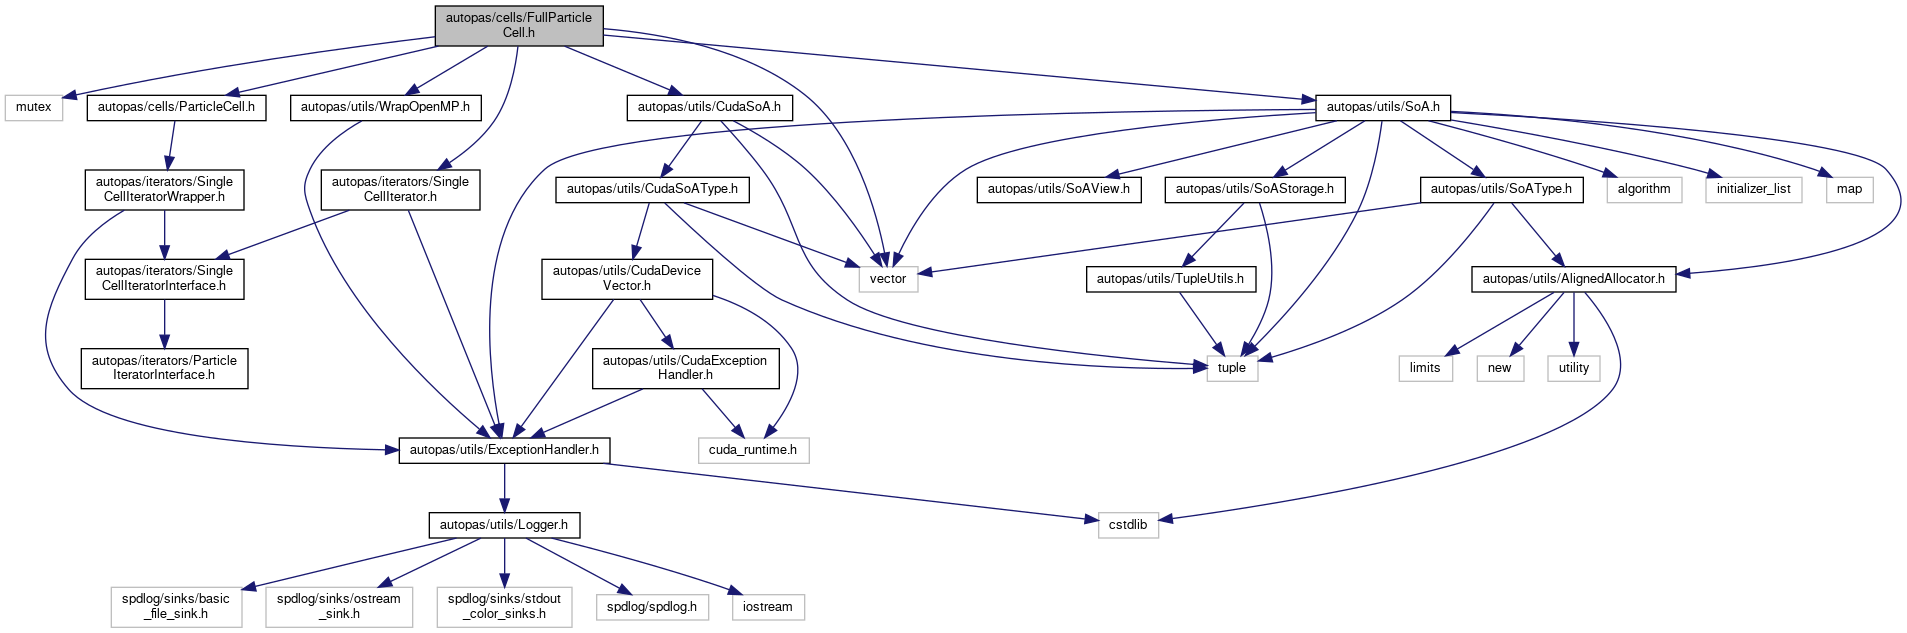 autopas/cells/FullParticle
Cell.h
mutex
autopas/cells/ParticleCell.h
autopas/utils/WrapOpenMP.h
autopas/utils/CudaSoA.h
autopas/utils/SoA.h
autopas/iterators/Single
CellIteratorWrapper.h
autopas/iterators/Single
CellIterator.h
autopas/utils/CudaSoAType.h
autopas/utils/SoAView.h
autopas/utils/SoAStorage.h
autopas/utils/SoAType.h
algorithm
initializer_list
map
autopas/iterators/Single
CellIteratorInterface.h
autopas/utils/CudaDevice
Vector.h
vector
autopas/utils/TupleUtils.h
autopas/utils/AlignedAllocator.h
autopas/iterators/Particle
IteratorInterface.h
autopas/utils/CudaException
Handler.h
tuple
limits
new
utility
autopas/utils/ExceptionHandler.h
cuda_runtime.h
autopas/utils/Logger.h
cstdlib
spdlog/sinks/basic
_file_sink.h
spdlog/sinks/ostream
_sink.h
spdlog/sinks/stdout
_color_sinks.h
spdlog/spdlog.h
iostream